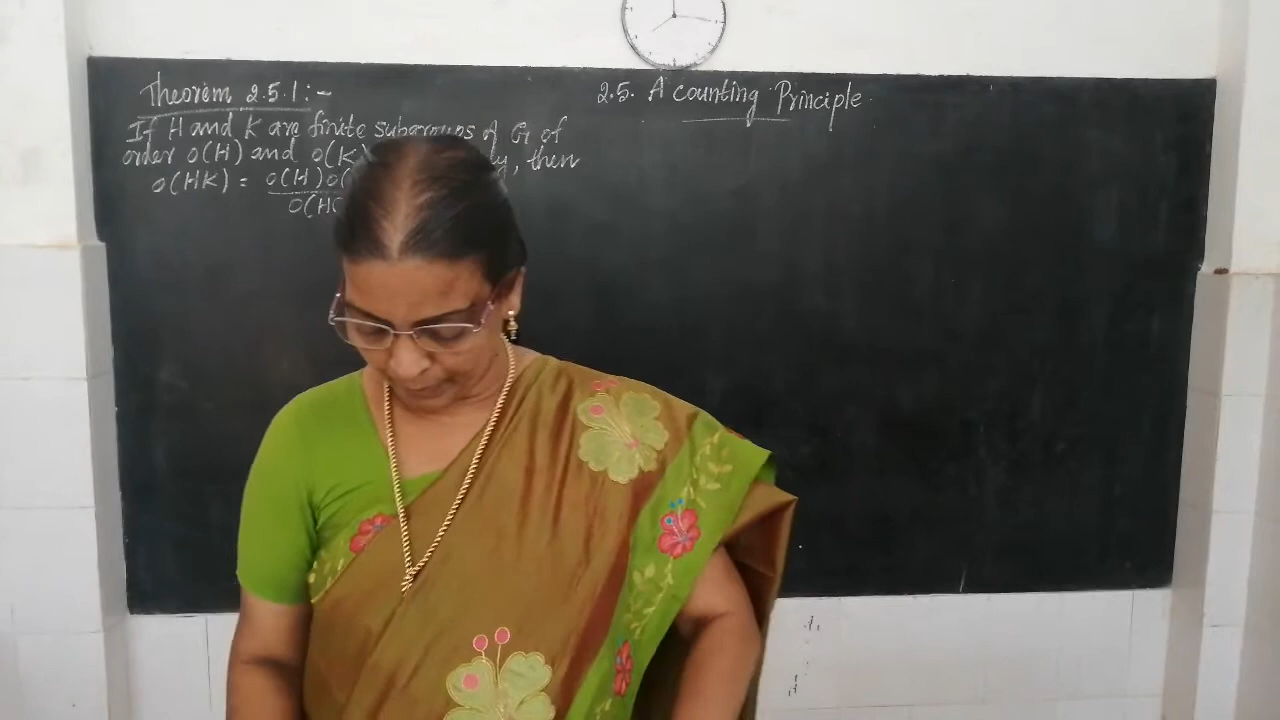 Theorem 2.5.1:-
If H and K are finite subgroups of G of
order o(H) and o(K), then
o(HK) = o(H)o(
o(H∩
2.5. A counting Principle